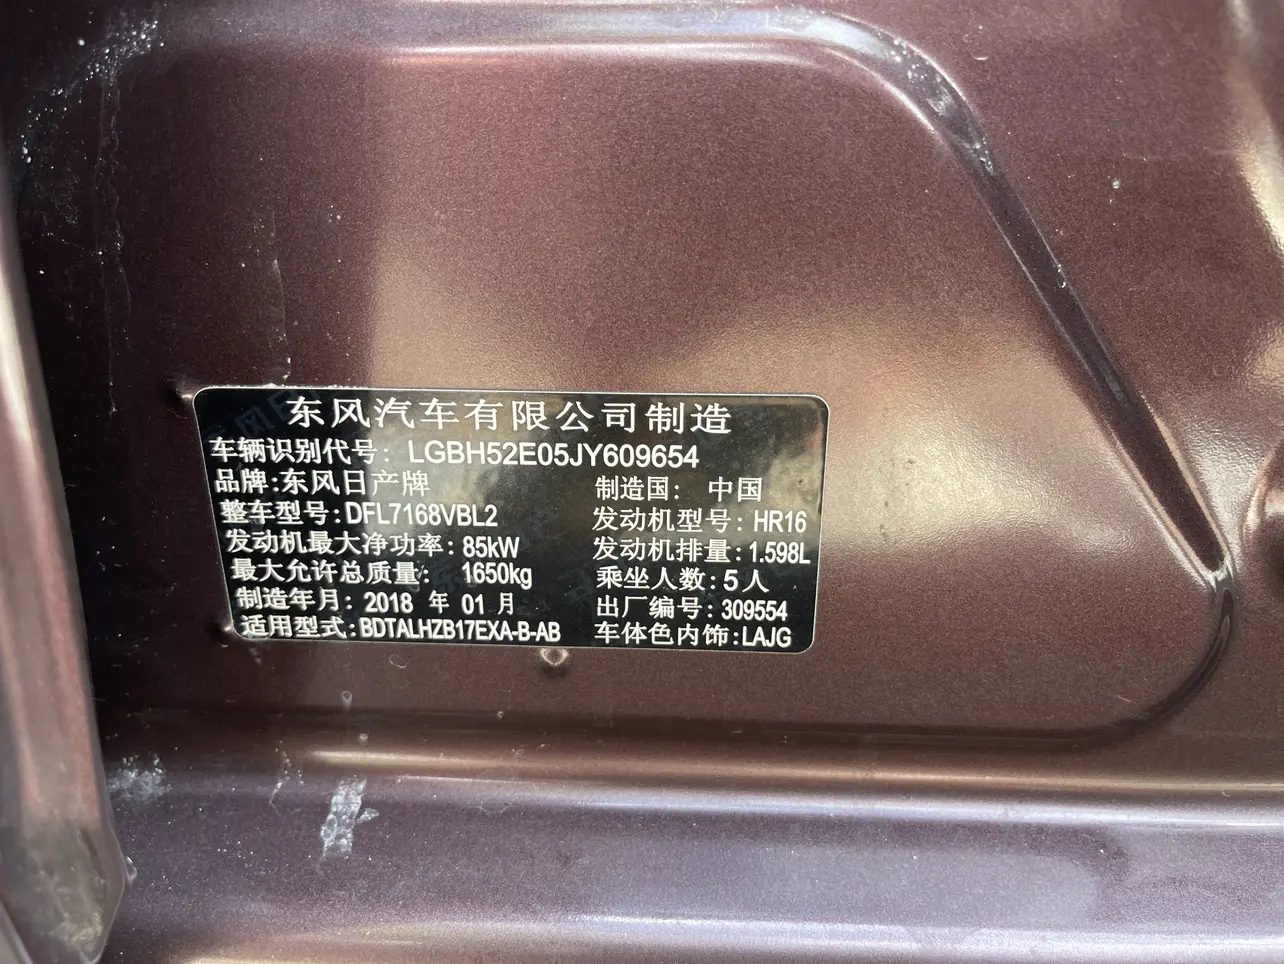 东风汽车有限公司制造
车辆识别代号: LGBH52E05JY609654
品牌:东风日产牌 制造国: 中国
整车型号:DFL7168VBL2 发动机型号: HR16
发动机最大净功率: 85kW 发动机排量: 1.598L
最大允许总质量: 1650kg 乘坐人数: 5人
制造年月: 2018 年 01 月 出厂编号: 309554
适用型式:BDTALHZB17EXA-B-AB 车体色内饰:LAJG